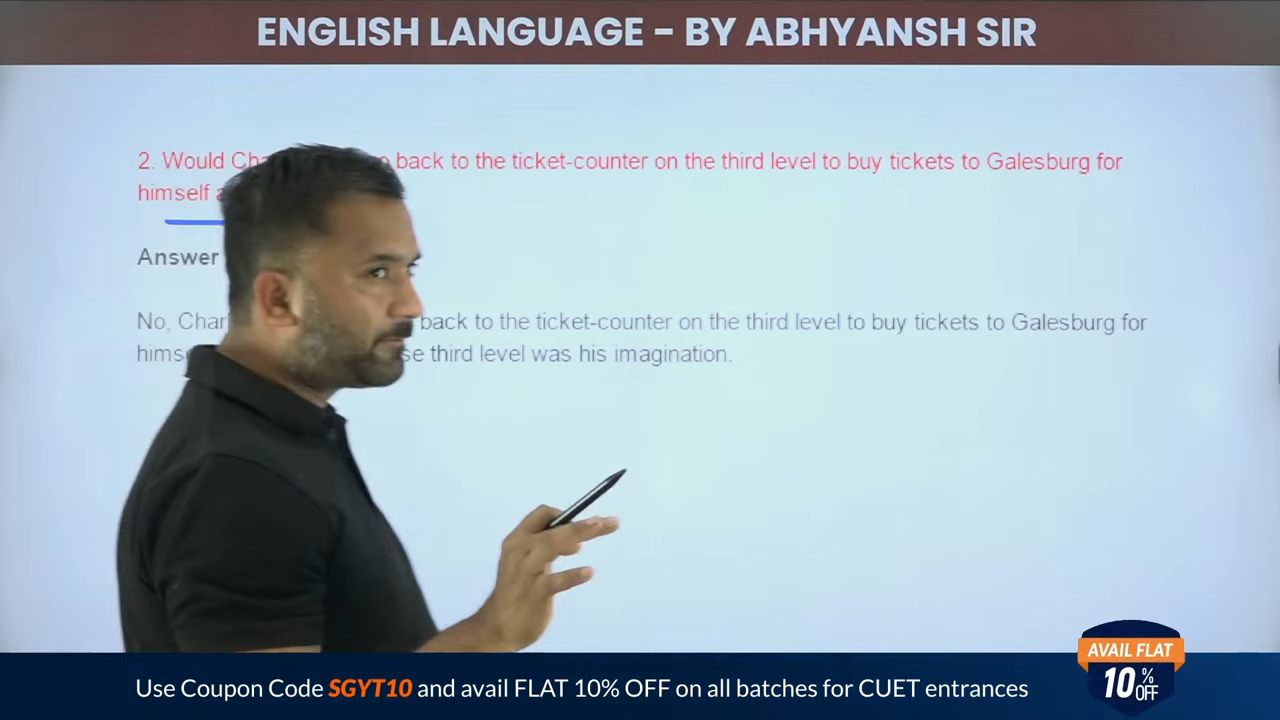 ENGLISH LANGUAGE – BY ABHYANSH SIR
2. Would back to the ticket-counter on the third level to buy tickets to Galesburg for
himself
Answer
No, back to the ticket-counter on the third level to buy tickets to Galesburg for
third level was his imagination.
Use Coupon Code SGYT10 and avail FLAT 10% OFF on all batches for CUET entrances
AVAIL FLAT
10% OFF